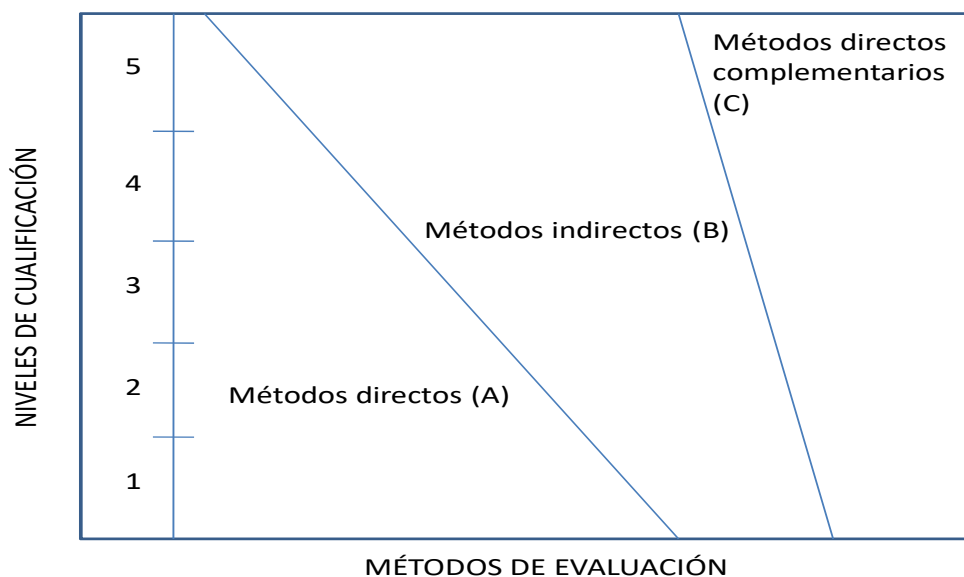 NIVELES DE CUALIFICACIÓN
5
4
3
2
1
Métodos directos
complementarios
(C)
Métodos indirectos (B)
Métodos directos (A)
MÉTODOS DE EVALUACIÓN